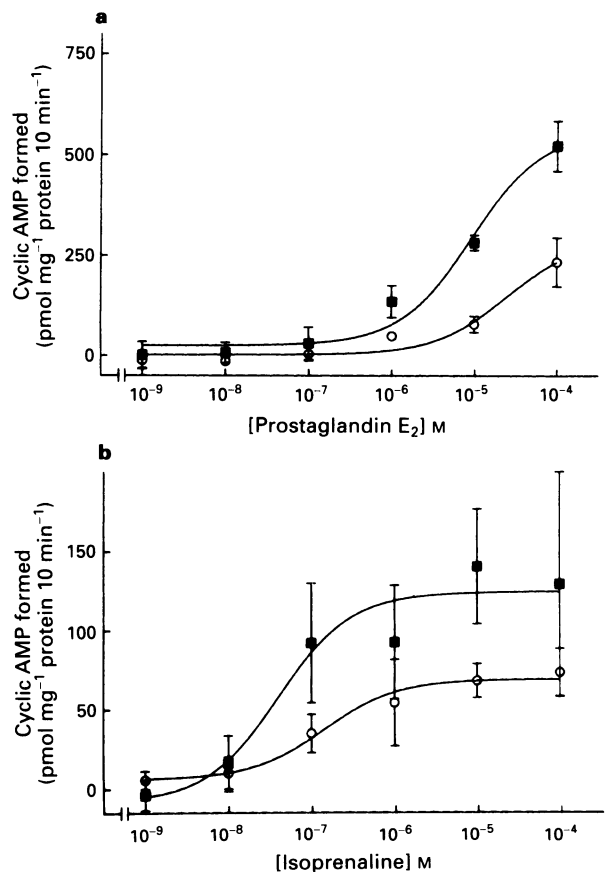 a
750
500
250
0
Cyclic AMP formed
(pmol mg⁻¹ protein 10 min⁻¹)
10⁻⁹ 10⁻⁸ 10⁻⁷ 10⁻⁶ 10⁻⁵ 10⁻⁴
[Prostaglandin E₂] M
b
150
100
50
0
Cyclic AMP formed
(pmol mg⁻¹ protein 10 min⁻¹)
10⁻⁹ 10⁻⁸ 10⁻⁷ 10⁻⁶ 10⁻⁵ 10⁻⁴
[Isoprenaline] M